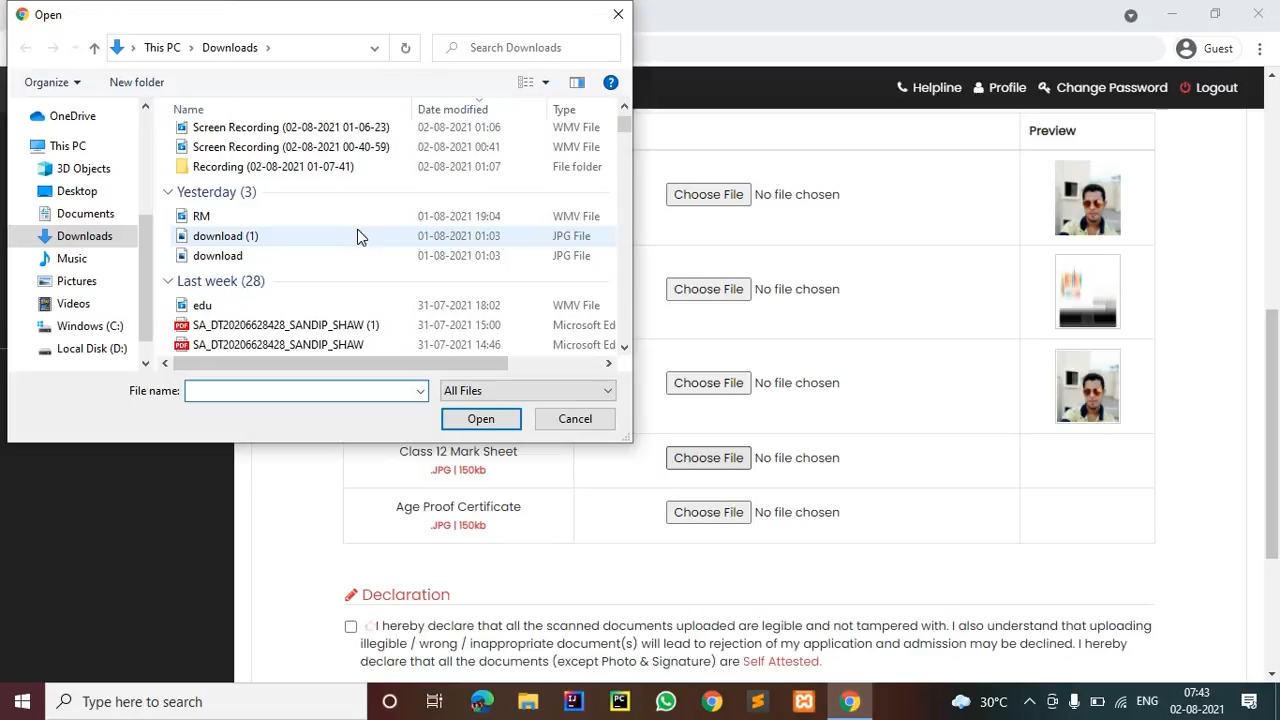 Open
This PC
Downloads
Search Downloads
Organize
New folder
Name
Date modified
Type
OneDrive
This PC
3D Objects
Desktop
Documents
Downloads
Music
Pictures
Videos
Windows (C:)
Local Disk (D:)
Screen Recording (02-08-2021 01-06-23) 02-08-2021 01:06 WMV File
Screen Recording (02-08-2021 00-40-59) 02-08-2021 00:41 WMV File
Recording (02-08-2021 01-07-41) 02-08-2021 01:07 File folder
Yesterday (3)
RM 01-08-2021 19:04 WMV File
download (1) 01-08-2021 01:03 JPG File
download 01-08-2021 01:03 JPG File
Last week (28)
edu 31-07-2021 18:02 WMV File
PDF SA_DT20206628428_SANDIP_SHAW (1) 31-07-2021 15:00 Microsoft Ed
PDF SA_DT20206628428_SANDIP_SHAW 31-07-2021 14:46 Microsoft Ed
File name:
All Files
Open
Cancel
Guest
Helpline Profile Change Password Logout
Preview
Choose File No file chosen
Choose File No file chosen
Choose File No file chosen
Class 12 Mark Sheet
.JPG | 150kb
Choose File No file chosen
Age Proof Certificate
.JPG | 150kb
Choose File No file chosen
Declaration
I hereby declare that all the scanned documents uploaded are legible and not tampered with. I also understand that uploading
illegible / wrong / inappropriate document(s) will lead to rejection of my application and admission may be declined. I hereby
declare that all the documents (except Photo & Signature) are Self Attested.
Type here to search
30°C
ENG
07:43
02-08-2021